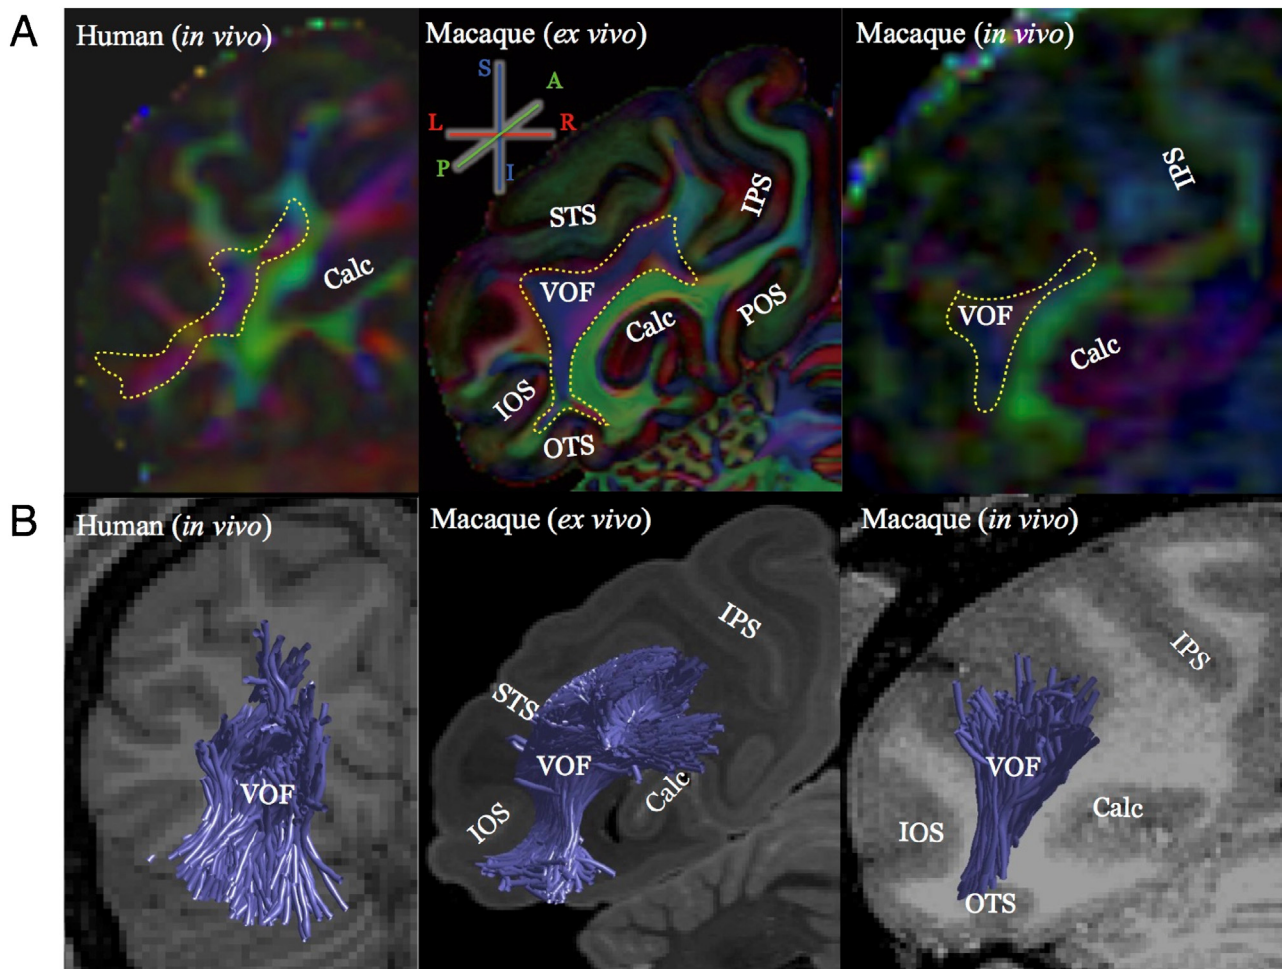 A
Human (in vivo)
Calc
Macaque (ex vivo)
S
A
L
R
P
I
STS
IPS
VOF
Calc
POS
IOS
OTS
Macaque (in vivo)
IPS
VOF
Calc
B
Human (in vivo)
VOF
Macaque (ex vivo)
IPS
STS
VOF
Calc
IOS
Macaque (in vivo)
IPS
VOF
Calc
IOS
OTS